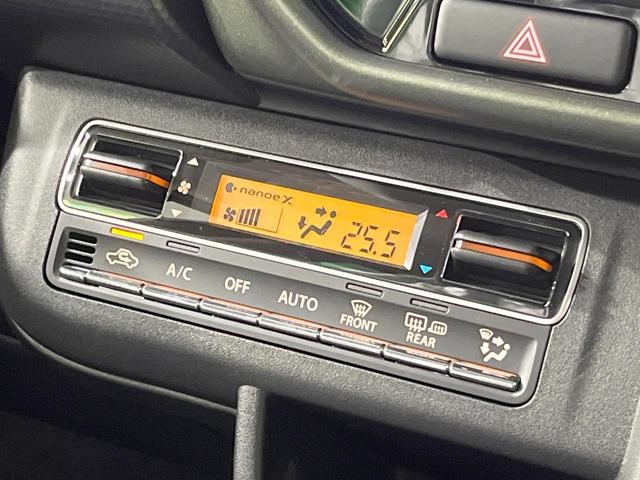 nanoeX
25.5
A/C
OFF
AUTO
FRONT
REAR